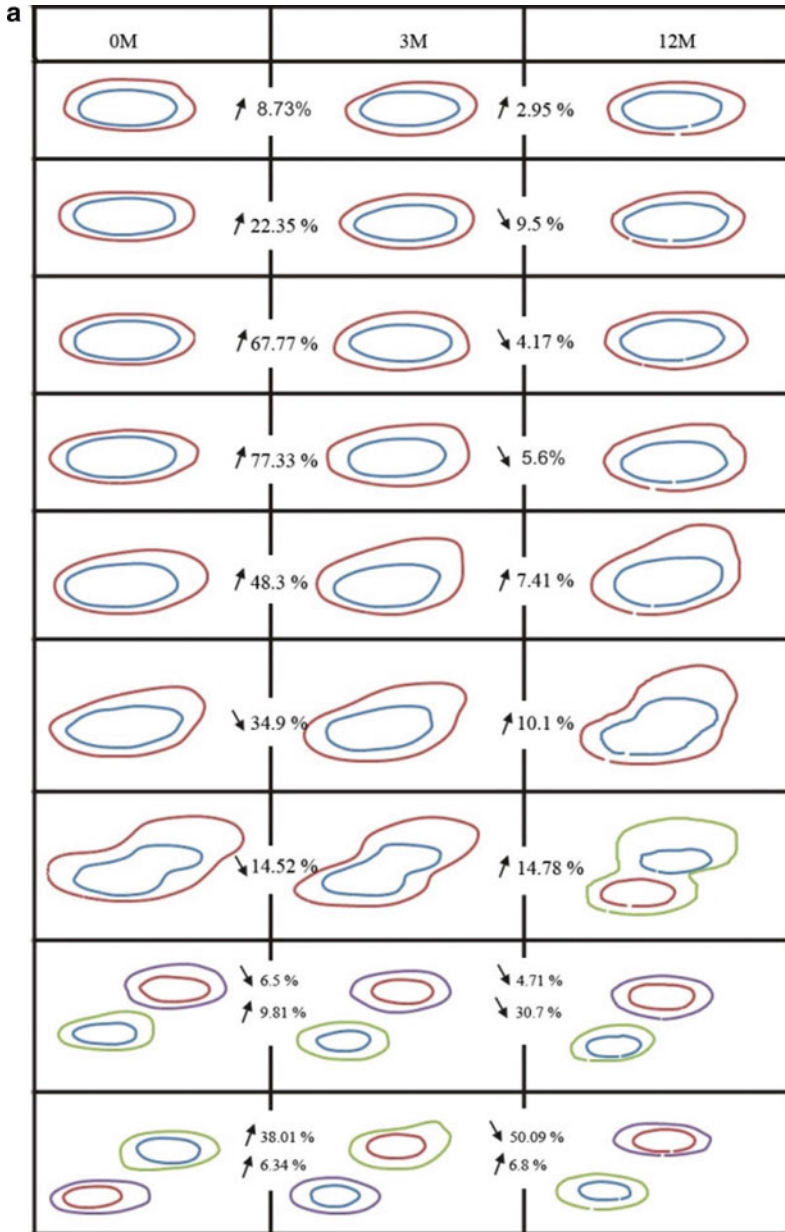 a
0M 3M 12M
8.73% 2.95 %
22.35 % 9.5 %
67.77 % 4.17 %
77.33 % 5.6%
48.3 % 7.41 %
34.9 % 10.1 %
14.52 % 14.78 %
6.5 % 4.71 %
9.81 % 30.7 %
38.01 % 50.09 %
6.34 % 6.8 %